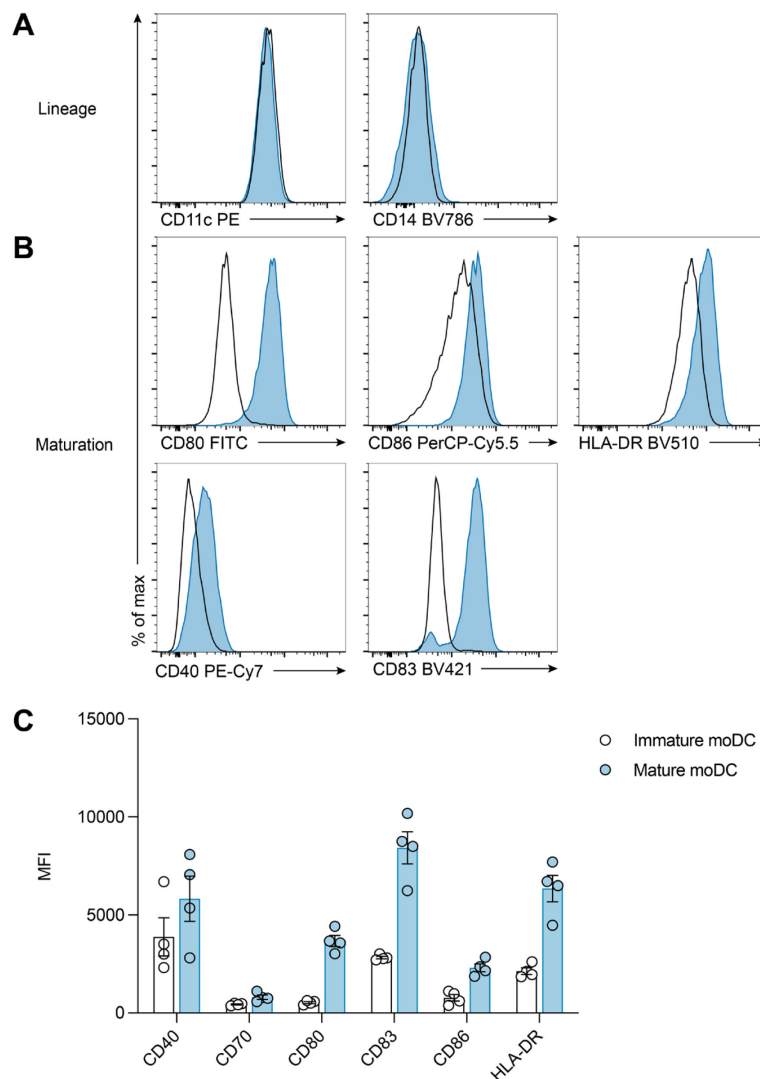 A
Lineage
CD11c PE
CD14 BV786
B
Maturation
CD80 FITC
CD86 PerCP-Cy5.5
HLA-DR BV510
% of max
CD40 PE-Cy7
CD83 BV421
C
15000
10000
5000
0
MFI
Immature moDC
Mature moDC
CD40
CD70
CD80
CD83
CD86
HLA-DR